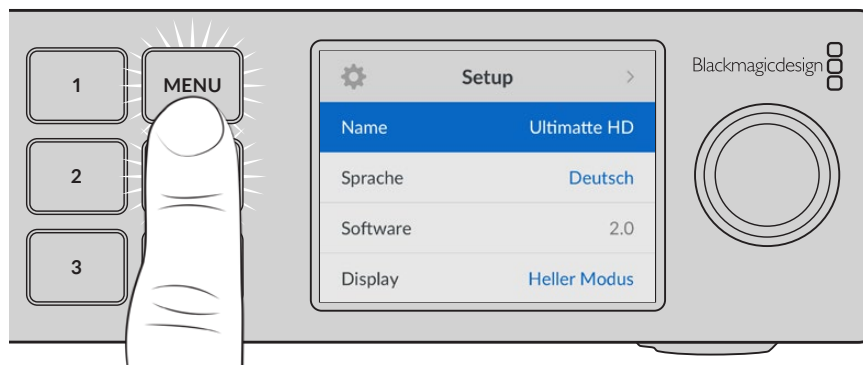 1
MENU
2
3
Setup
Name Ultimatte HD
Sprache Deutsch
Software 2.0
Display Heller Modus
Blackmagicdesign